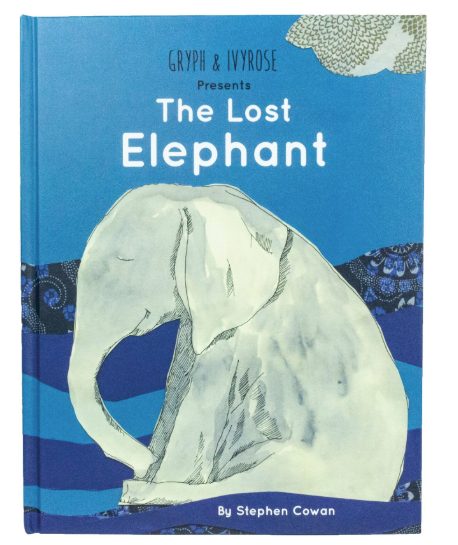 GRYPH & IVYROSE
Presents
The Lost
Elephant
By Stephen Cowan